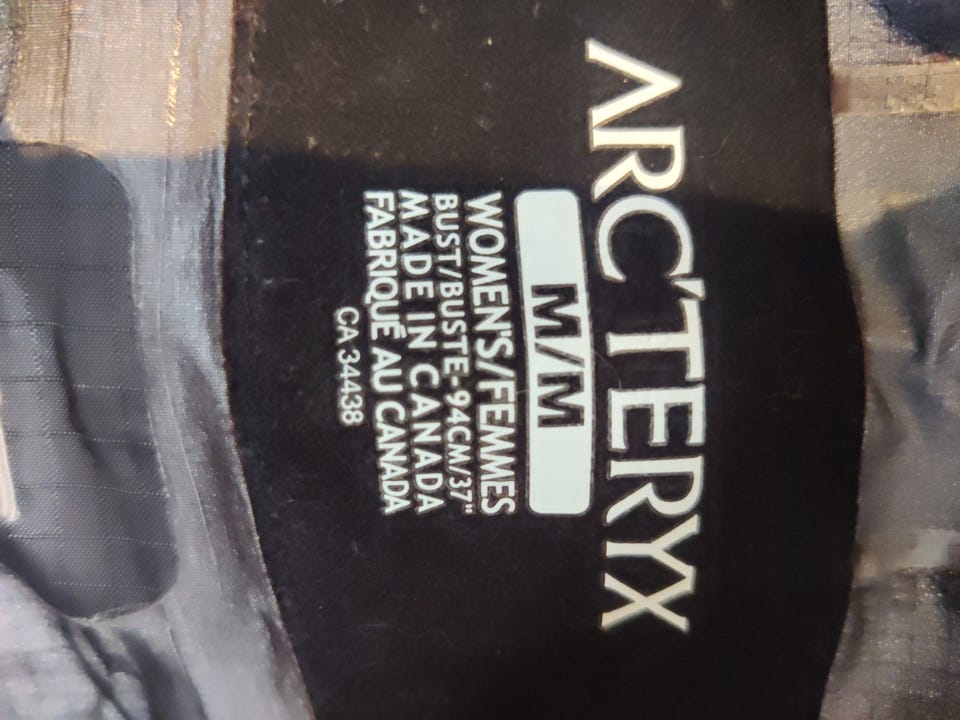 ARC'TERYX
M/M
WOMEN'S/FEMMES
BUST/BUSTE-94CM/37"
MADE IN CANADA
FABRIQUÉ AU CANADA
CA 34438